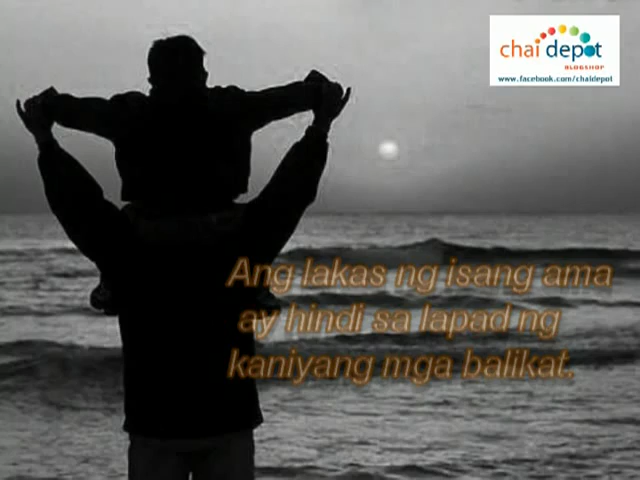 chai depot
BLOGSHOP
www.facebook.com/chaidepot
Ang lakas ng isang ama
ay hindi sa lapad ng
kaniyang mga balikat.